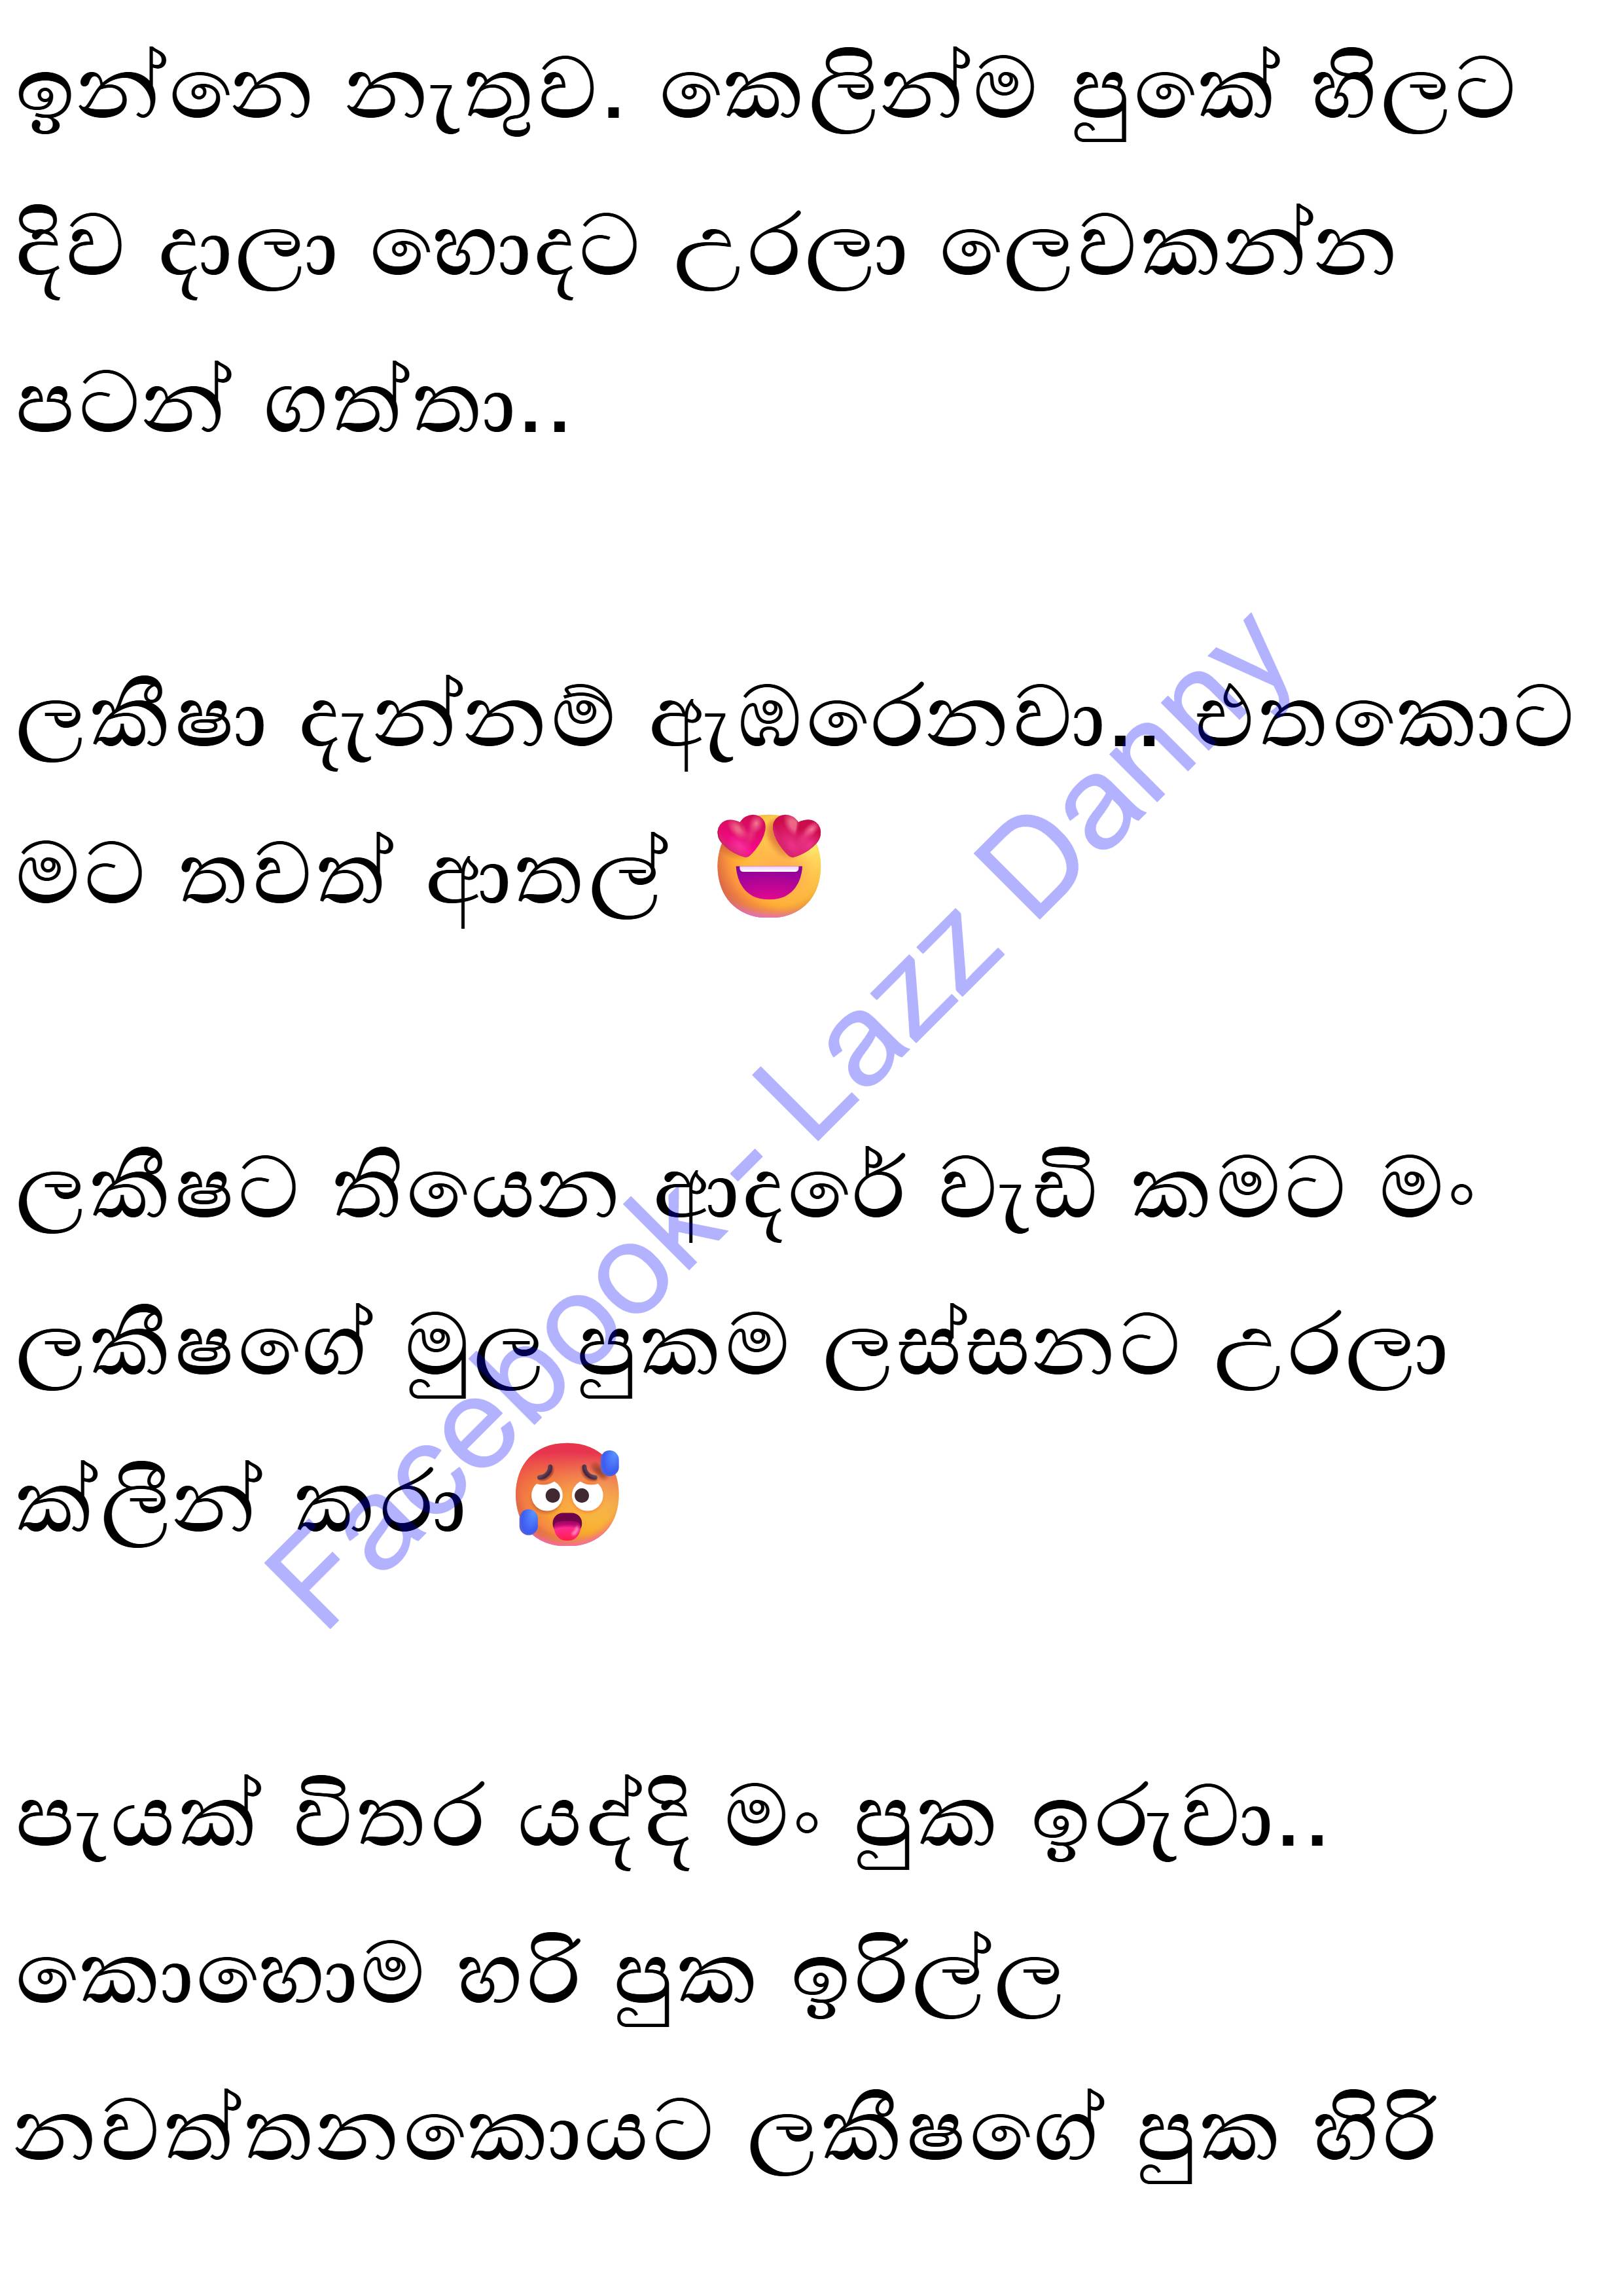 ඉන්නෙ නැතුව. කෙලින්ම පුකේ හිලට
දිව දාලා හොදට උරලා ලෙවකන්න
පටන් ගත්තා..
ලකීෂා දැන්නම් ඇඹරෙනවා.. එතකොට
මට තවත් ආතල් 😍
ලකීෂට තියෙන ආදරේ වැඩි කමට මං
ලකීෂගේ මුල පුකම ලස්සනට උරලා
ක්ලීන් කරා 🥵
පැයක් විතර යද්දි මං පුක ඉරුවා..
කොහොම හරි පුක ඉරිල්ල
නවත්තනකොයට ලකීෂගේ පුක හිරි
Facebook - Lazz Danny